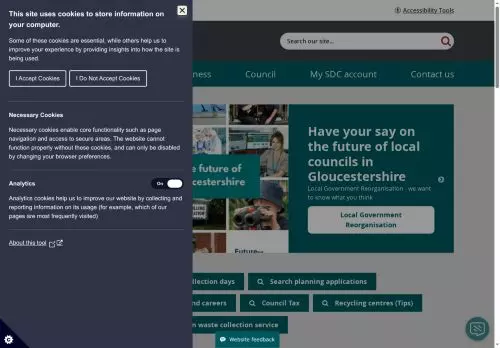 This site uses cookies to store information on
your computer.
Some of these cookies are essential, while others help us to
improve your experience by providing insights into how the site is
being used.
I Accept Cookies
I Do Not Accept Cookies
Necessary Cookies
Necessary cookies enable core functionality such as page
navigation and access to secure areas. The website cannot
function properly without these cookies, and can only be disabled
by changing your browser preferences.
Analytics
On
Analytics cookies help us to improve our website by collecting and
reporting information on its usage (for example, which of our
pages are most frequently visited)
About this tool
Accessibility Tools
Search our site...
ness
Council
My SDC account
Contact us
e future of
cestershire
Future
Have your say on
the future of local
councils in
Gloucestershire
Local Government Reorganisation - we want
to know what you think
Local Government
Reorganisation
llection days
Search planning applications
nd careers
Council Tax
Recycling centres (Tips)
n waste collection service
Website feedback